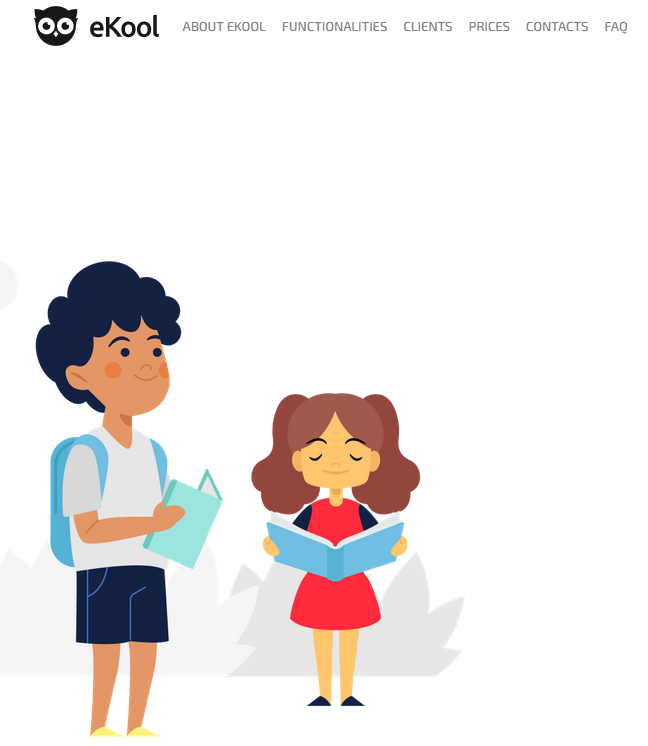 eKool ABOUT EKOOL FUNCTIONALITIES CLIENTS PRICES CONTACTS FAQ